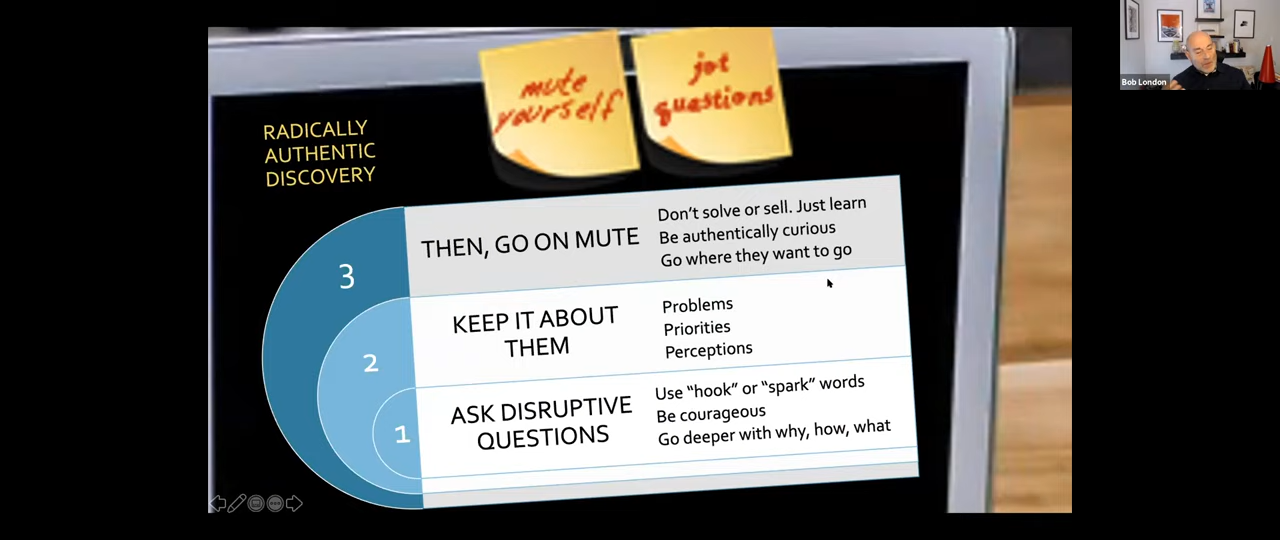 mute
yourself
jot
questions
RADICALLY
AUTHENTIC
DISCOVERY
3
THEN, GO ON MUTE
Don’t solve or sell. Just learn
Be authentically curious
Go where they want to go
2
KEEP IT ABOUT
THEM
Problems
Priorities
Perceptions
1
ASK DISRUPTIVE
QUESTIONS
Use “hook” or “spark” words
Be courageous
Go deeper with why, how, what
Bob London